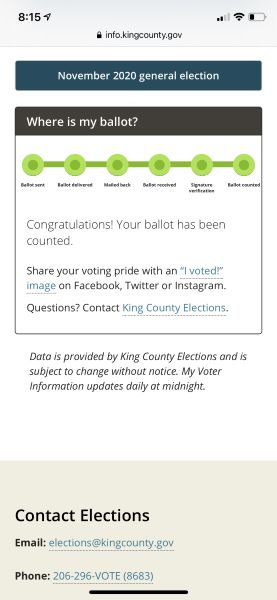 8:15
info.kingcounty.gov
November 2020 general election
Where is my ballot?
Ballot sent Ballot delivered Mailed back Ballot received Signature verification Ballot counted
Congratulations! Your ballot has been
counted.
Share your voting pride with an "I voted!"
image on Facebook, Twitter or Instagram.
Questions? Contact King County Elections.
Data is provided by King County Elections and is
subject to change without notice. My Voter
Information updates daily at midnight.
Contact Elections
Email: elections@kingcounty.gov
Phone: 206-296-VOTE (8683)